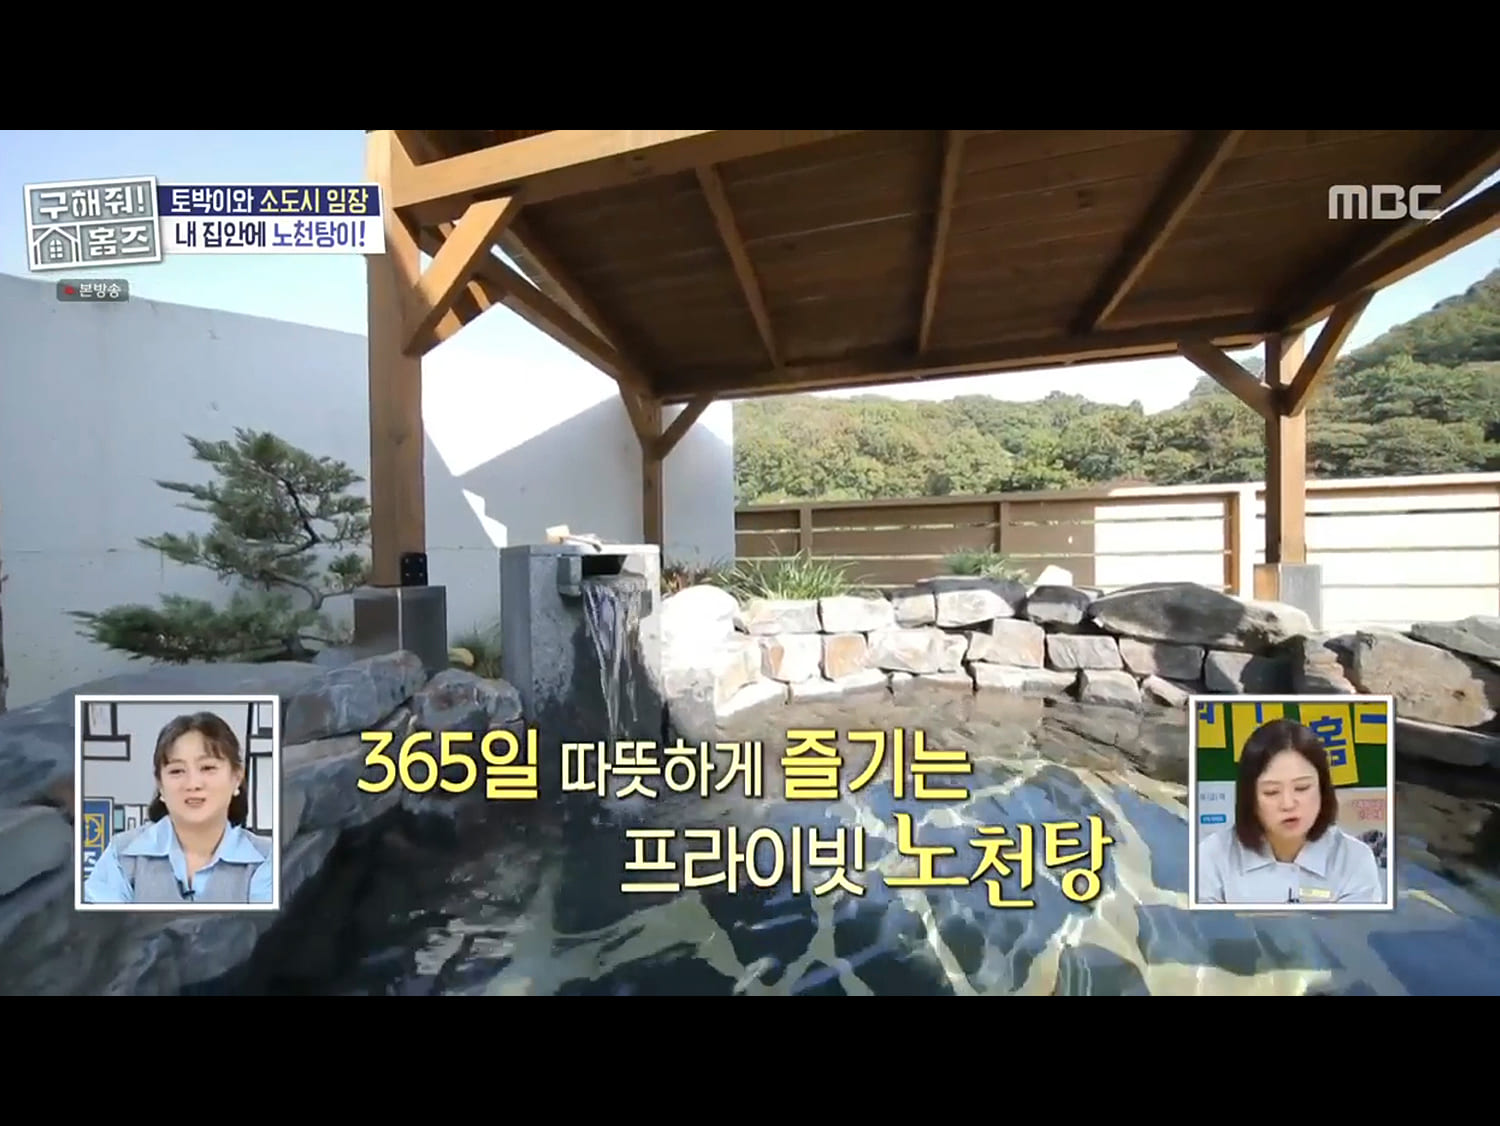 구해줘!
홈즈
토박이와 소도시 임장
내 집안에 노천탕이!
본방송
MBC
365일 따뜻하게 즐기는
프라이빗 노천탕
홈